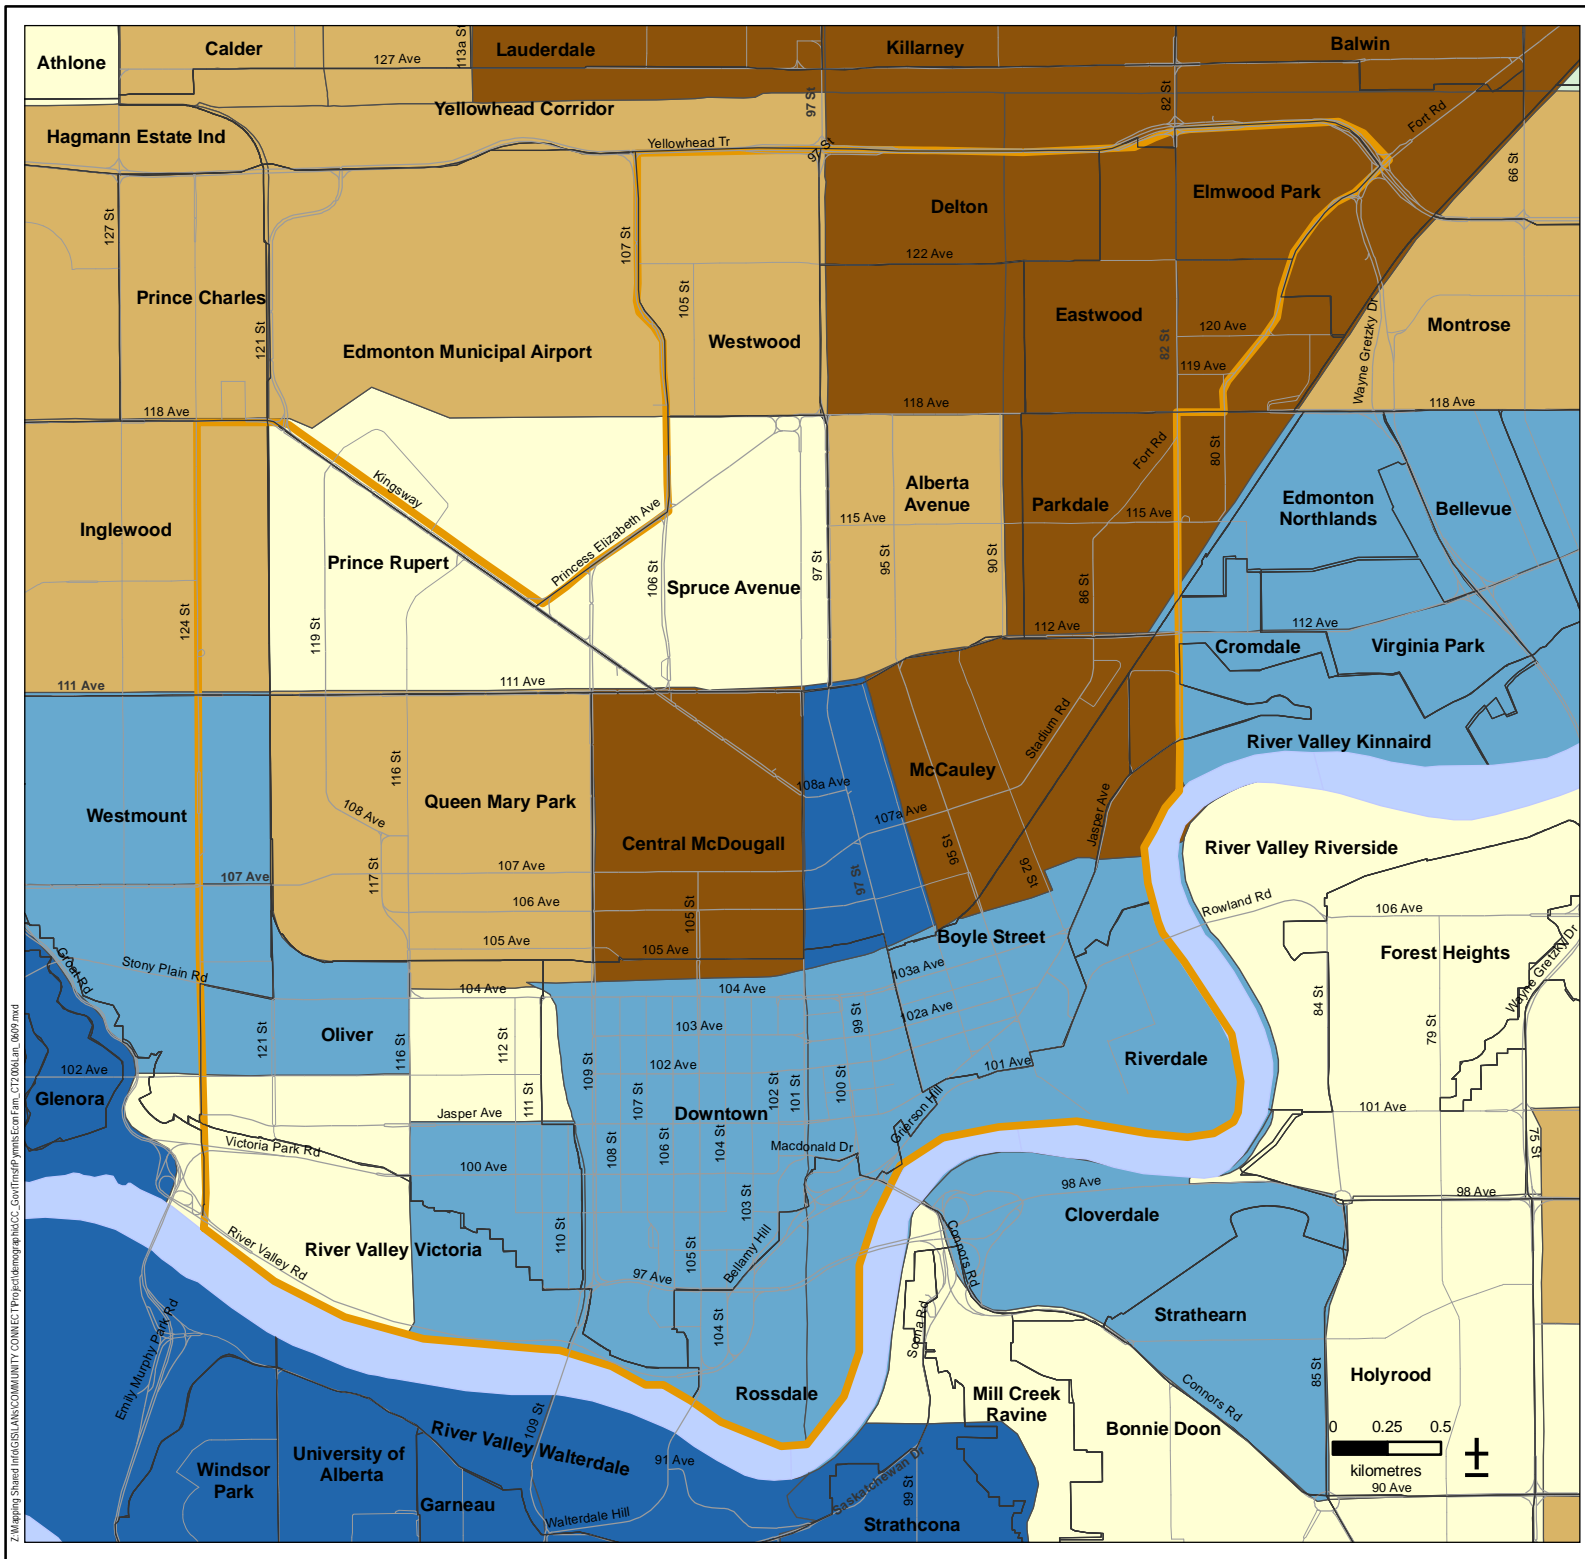 Athlone
Calder
127 Ave
113a St
Lauderdale
Killarney
Balwin
Hagmann Estate Ind
Yellowhead Corridor
97 St
82 St
Fort Rd
Yellowhead Tr
97 St
66 St
127 St
107 St
Delton
Elmwood Park
122 Ave
Prince Charles
121 St
105 St
Edmonton Municipal Airport
Westwood
Eastwood
82 St
120 Ave
119 Ave
Wayne Gretzky Dr
Montrose
118 Ave
118 Ave
118 Ave
Kingsway
Fort Rd
80 St
Inglewood
Prince Rupert
Princess Elizabeth Ave
106 St
Spruce Avenue
97 St
115 Ave
95 St
Alberta
Avenue
90 St
Parkdale
115 Ave
86 St
Edmonton
Northlands
Bellevue
124 St
119 St
112 Ave
112 Ave
Cromdale
Virginia Park
111 Ave
111 Ave
Stadium Rd
River Valley Kinnaird
116 St
108a Ave
McCauley
Westmount
108 Ave
Queen Mary Park
107a Ave
Jasper Ave
Central McDougall
95 St
92 St
River Valley Riverside
107 Ave
117 St
107 Ave
97 St
106 Ave
105 St
Rowland Rd
106 Ave
Groat Rd
Stony Plain Rd
105 Ave
105 Ave
Boyle Street
103a Ave
Forest Heights
Wayne Gretzky Dr
104 Ave
104 Ave
84 St
79 St
121 St
Oliver
116 St
112 St
103 Ave
99 St
102a Ave
102 Ave
109 St
102 Ave
101 Ave
Riverdale
Glenora
111 St
107 St
Downtown
102 St
101 St
100 St
Grierson Hill
101 Ave
Jasper Ave
Victoria Park Rd
108 St
106 St
104 St
Macdonald Dr
75 St
100 Ave
103 St
98 Ave
98 Ave
110 St
Cloverdale
River Valley Rd
River Valley Victoria
105 St
Bellamy Hill
Connors Rd
97 Ave
Emily Murphy Park Rd
104 St
Scona Rd
Strathearn
85 St
Holyrood
Rossdale
Mill Creek
Ravine
Connors Rd
Bonnie Doon
109 St
River Valley Walterdale
0 0.25 0.5
kilometres
90 Ave
Windsor
Park
University of
Alberta
91 Ave
Saskatchewan Dr
99 St
Garneau
Walterdale Hill
Strathcona